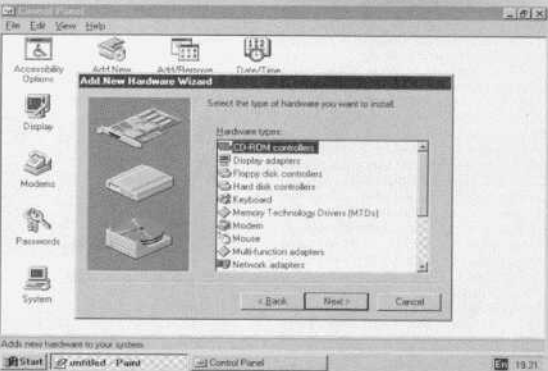 File Edit View Help
Accessibility
Options
Add New
Add/Remove
Date/Time
Display
Modems
Passwords
System
Add New Hardware Wizard
Select the type of hardware you want to install.
Hardware types:
CD-ROM controllers
Display adapters
Floppy disk controllers
Hard disk controllers
Keyboard
Memory Technology Drivers (MTDs)
Modem
Mouse
Multi-function adapters
Network adapters
< Back
Next >
Cancel
Adds new hardware to your system.
Start
untitled - Paint
Control Panel
En
19.31